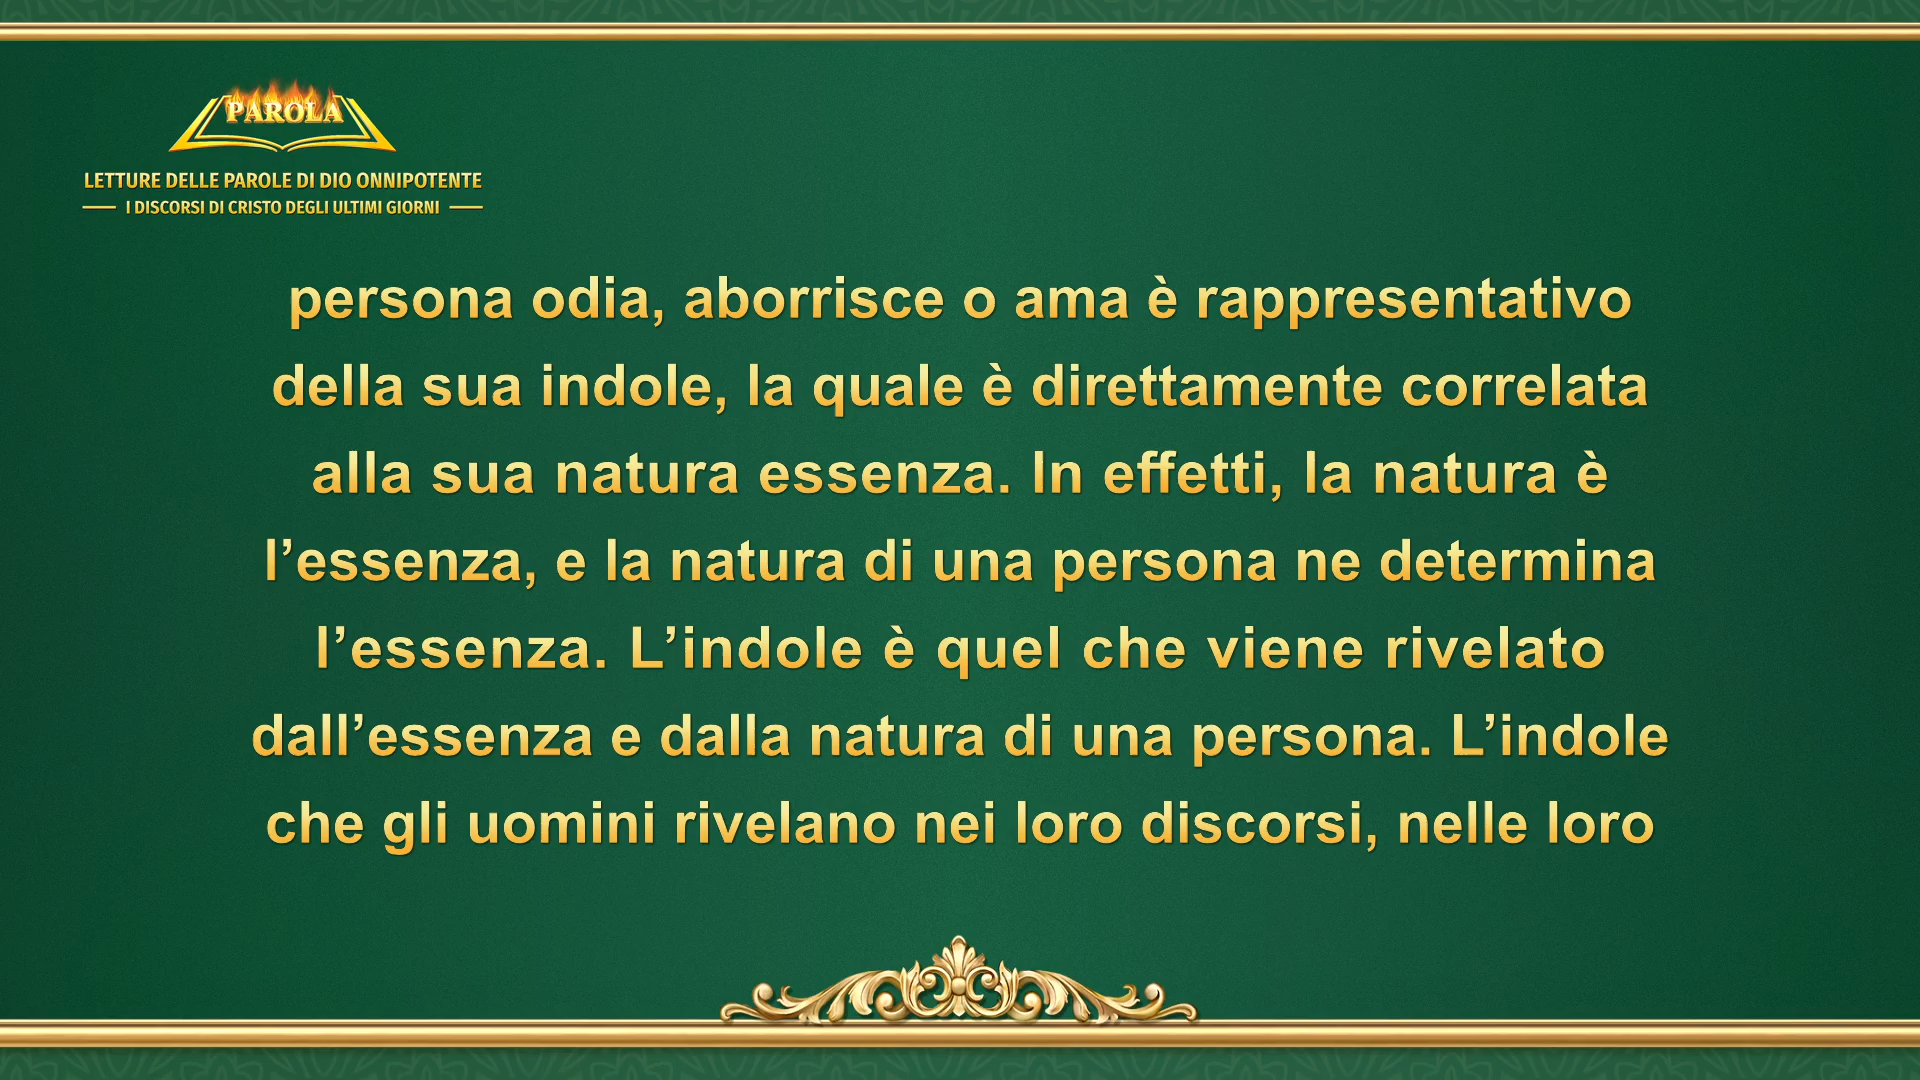 PAROLA
LETTURE DELLE PAROLE DI DIO ONNIPOTENTE
I DISCORSI DI CRISTO DEGLI ULTIMI GIORNI
persona odia, aborrisce o ama è rappresentativo
della sua indole, la quale è direttamente correlata
alla sua natura essenza. In effetti, la natura è
l’essenza, e la natura di una persona ne determina
l’essenza. L’indole è quel che viene rivelato
dall’essenza e dalla natura di una persona. L’indole
che gli uomini rivelano nei loro discorsi, nelle loro